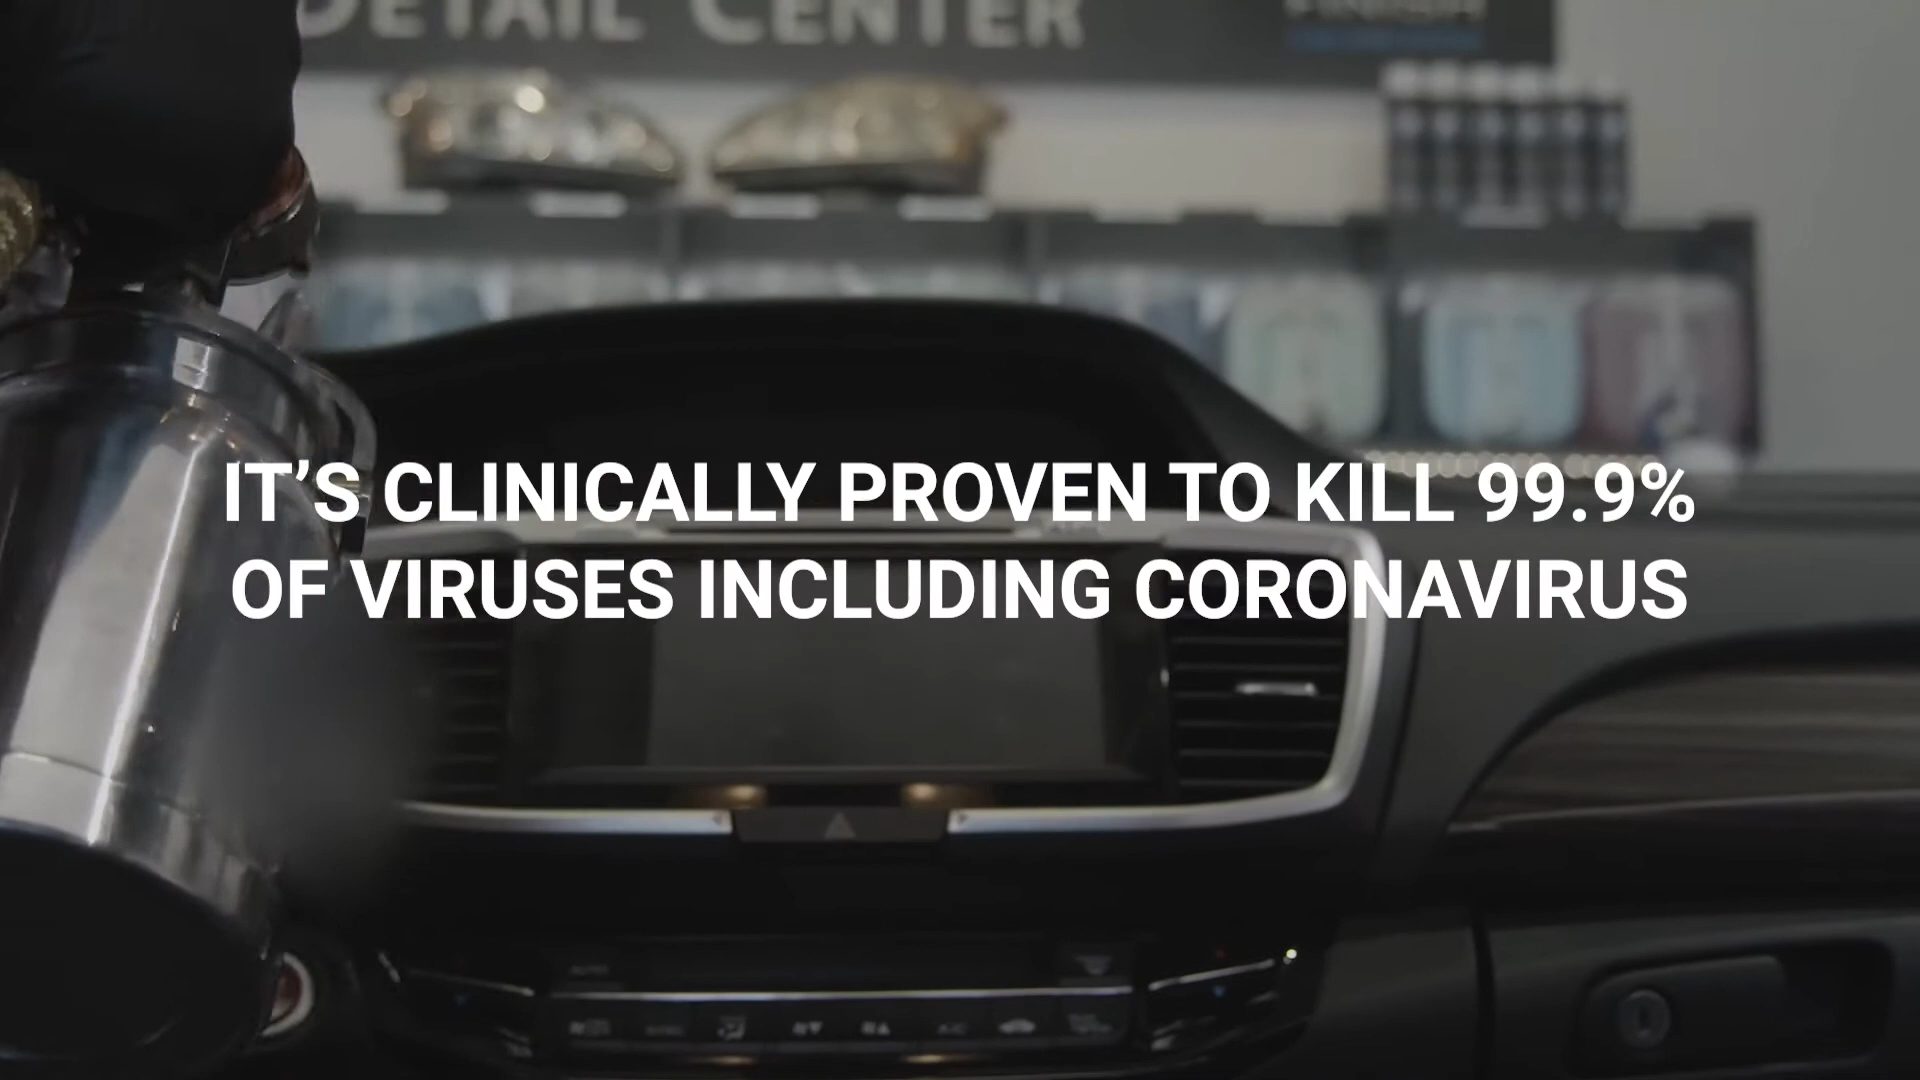 DETAIL CENTER
IT’S CLINICALLY PROVEN TO KILL 99.9%
OF VIRUSES INCLUDING CORONAVIRUS